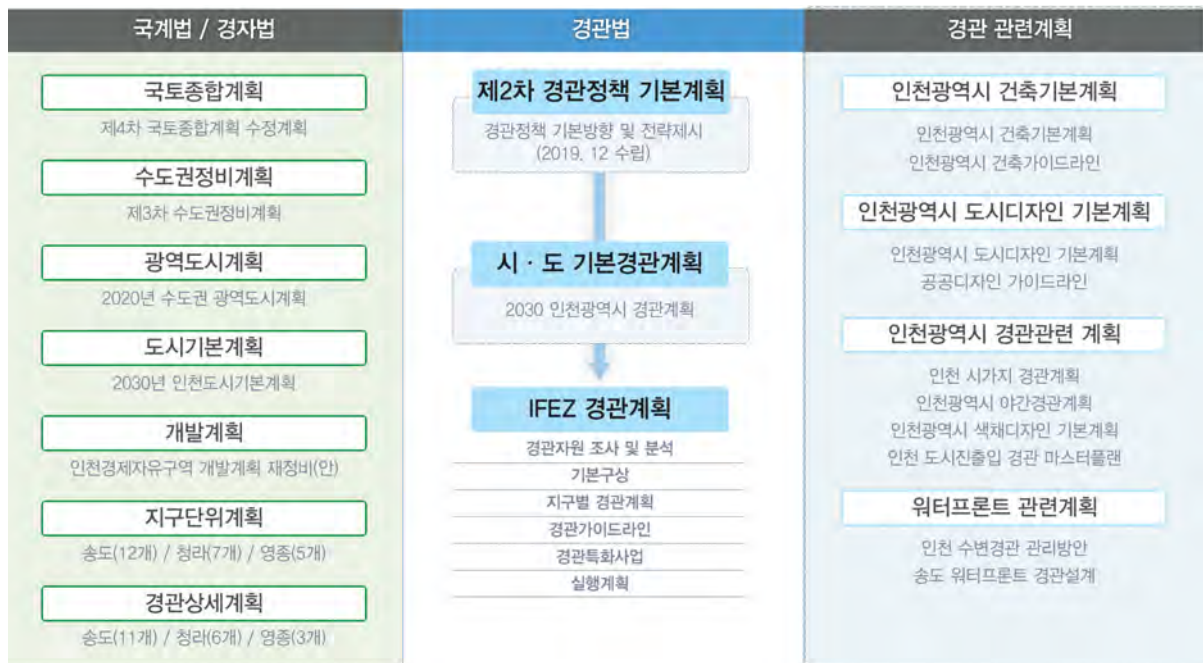 국계법 / 경자법
국토종합계획
제4차 국토종합계획 수정계획
수도권정비계획
제3차 수도권정비계획
광역도시계획
2020년 수도권 광역도시계획
도시기본계획
2030년 인천도시기본계획
개발계획
인천경제자유구역 개발계획 재정비(안)
지구단위계획
송도(12개) / 청라(7개) / 영종(5개)
경관상세계획
송도(11개) / 청라(6개) / 영종(3개)
경관법
제2차 경관정책 기본계획
경관정책 기본방향 및 전략제시
(2019. 12 수립)
시 · 도 기본경관계획
2030 인천광역시 경관계획
IFEZ 경관계획
경관자원 조사 및 분석
기본구상
지구별 경관계획
경관가이드라인
경관특화사업
실행계획
경관 관련계획
인천광역시 건축기본계획
인천광역시 건축기본계획
인천광역시 건축가이드라인
인천광역시 도시디자인 기본계획
인천광역시 도시디자인 기본계획
공공디자인 가이드라인
인천광역시 경관관련 계획
인천 시가지 경관계획
인천광역시 야간경관계획
인천광역시 색채디자인 기본계획
인천 도시진출입 경관 마스터플랜
워터프론트 관련계획
인천 수변경관 관리방안
송도 워터프론트 경관설계